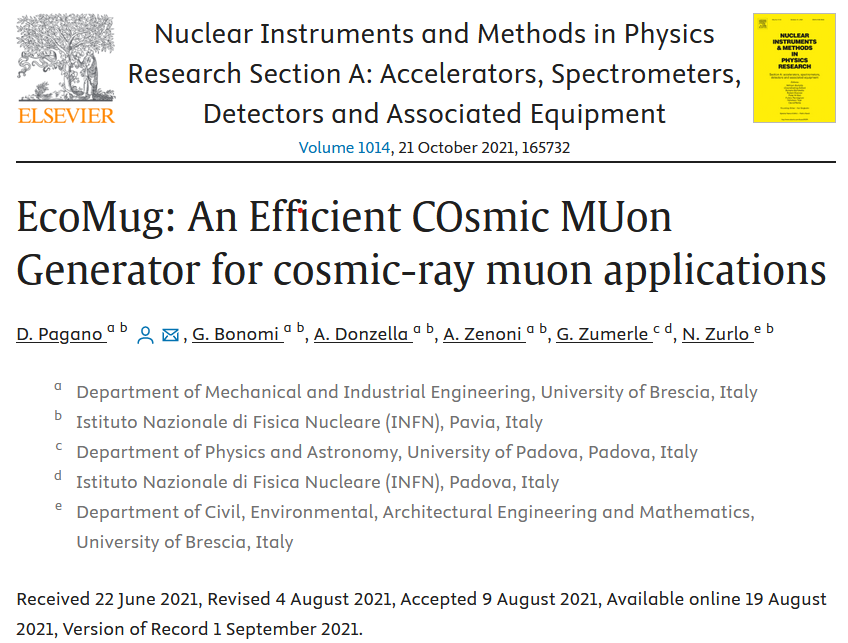 Nuclear Instruments and Methods in Physics
Research Section A: Accelerators, Spectrometers,
Detectors and Associated Equipment
ELSEVIER
NUCLEAR
INSTRUMENTS
& METHODS
IN
PHYSICS
RESEARCH
Volume 1014, 21 October 2021, 165732
EcoMug: An Efficient COsmic MUon
Generator for cosmic-ray muon applications
D. Pagano a b , G. Bonomi a b, A. Donzella a b, A. Zenoni a b, G. Zumerle c d, N. Zurlo e b
a Department of Mechanical and Industrial Engineering, University of Brescia, Italy
b Istituto Nazionale di Fisica Nucleare (INFN), Pavia, Italy
c Department of Physics and Astronomy, University of Padova, Padova, Italy
d Istituto Nazionale di Fisica Nucleare (INFN), Padova, Italy
e Department of Civil, Environmental, Architectural Engineering and Mathematics,
University of Brescia, Italy
Received 22 June 2021, Revised 4 August 2021, Accepted 9 August 2021, Available online 19 August
2021, Version of Record 1 September 2021.